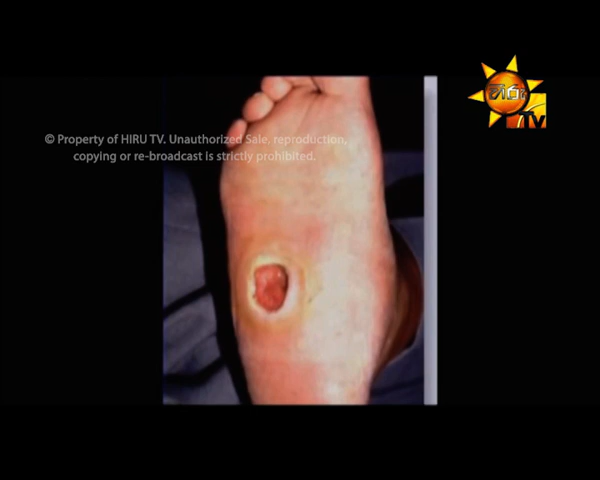 හිරු
TV
© Property of HIRU TV. Unauthorized Sale, reproduction,
copying or re-broadcast is strictly prohibited.